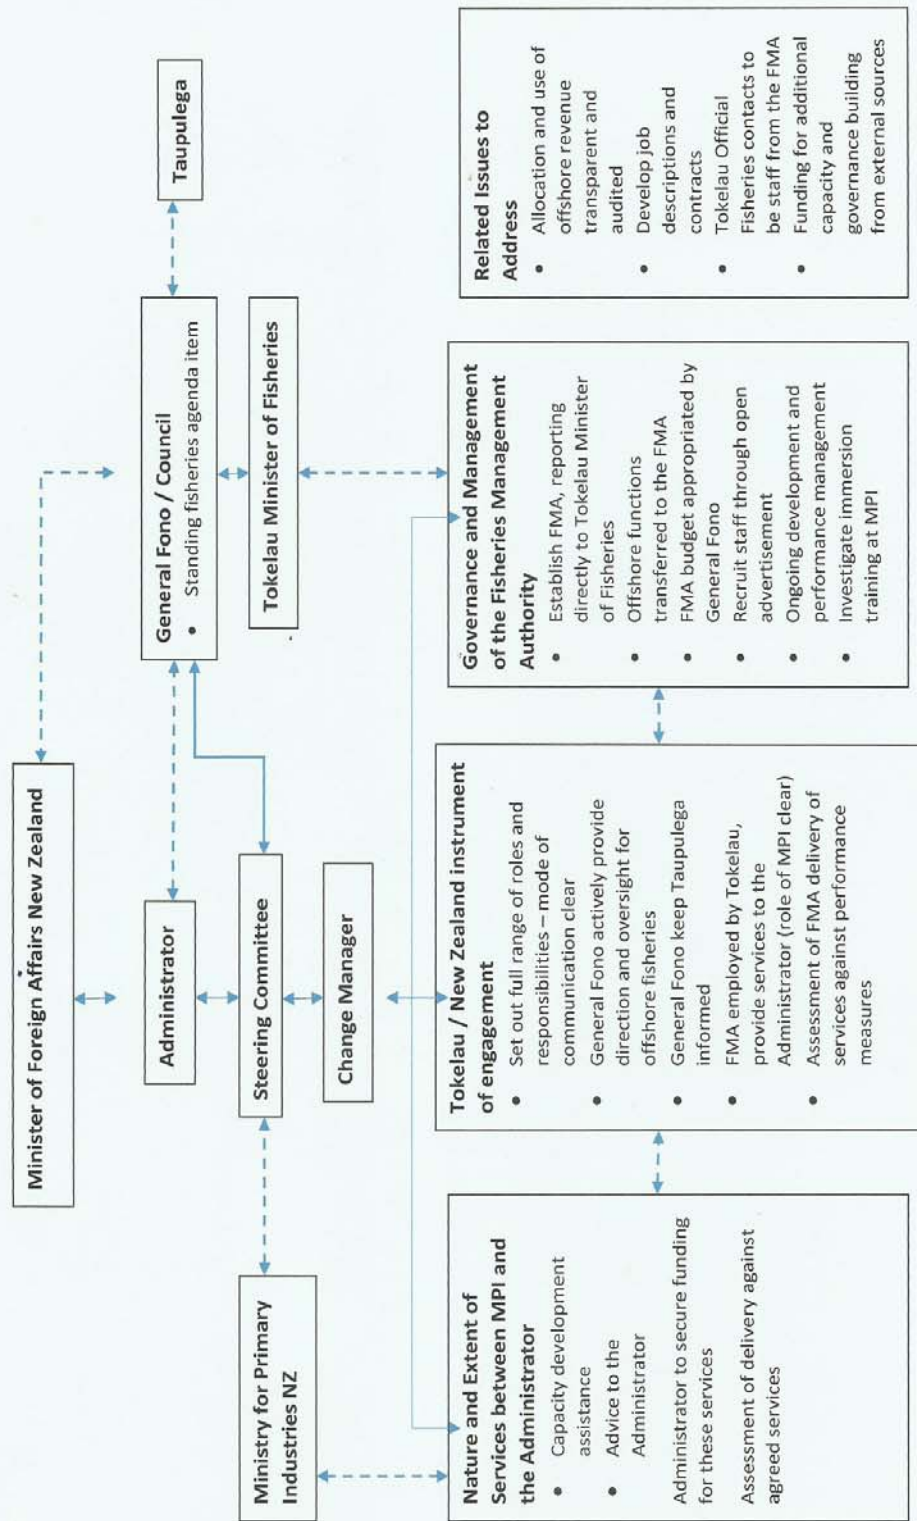 Minister of Foreign Affairs New Zealand
Taupulega
General Fono / Council
• Standing fisheries agenda item
Administrator
Tokelau Minister of Fisheries
Steering Committee
Ministry for Primary
Industries NZ
Change Manager
Nature and Extent of
Services between MPI and
the Administrator
• Capacity development
assistance
• Advice to the
Administrator
Administrator to secure funding
for these services
Assessment of delivery against
agreed services
Tokelau / New Zealand instrument
of engagement
• Set out full range of roles and
responsibilities – mode of
communication clear
• General Fono actively provide
direction and oversight for
offshore fisheries
• General Fono keep Taupulega
informed
• FMA employed by Tokelau,
provide services to the
Administrator (role of MPI clear)
• Assessment of FMA delivery of
services against performance
measures
Governance and Management
of the Fisheries Management
Authority
• Establish FMA, reporting
directly to Tokelau Minister
of Fisheries
• Offshore functions
transferred to the FMA
• FMA budget appropriated by
General Fono
• Recruit staff through open
advertisement
• Ongoing development and
performance management
• Investigate immersion
training at MPI
Related Issues to
Address
• Allocation and use of
offshore revenue
transparent and
audited
• Develop job
descriptions and
contracts
• Tokelau Official
Fisheries contacts to
be staff from the FMA
• Funding for additional
capacity and
governance building
from external sources